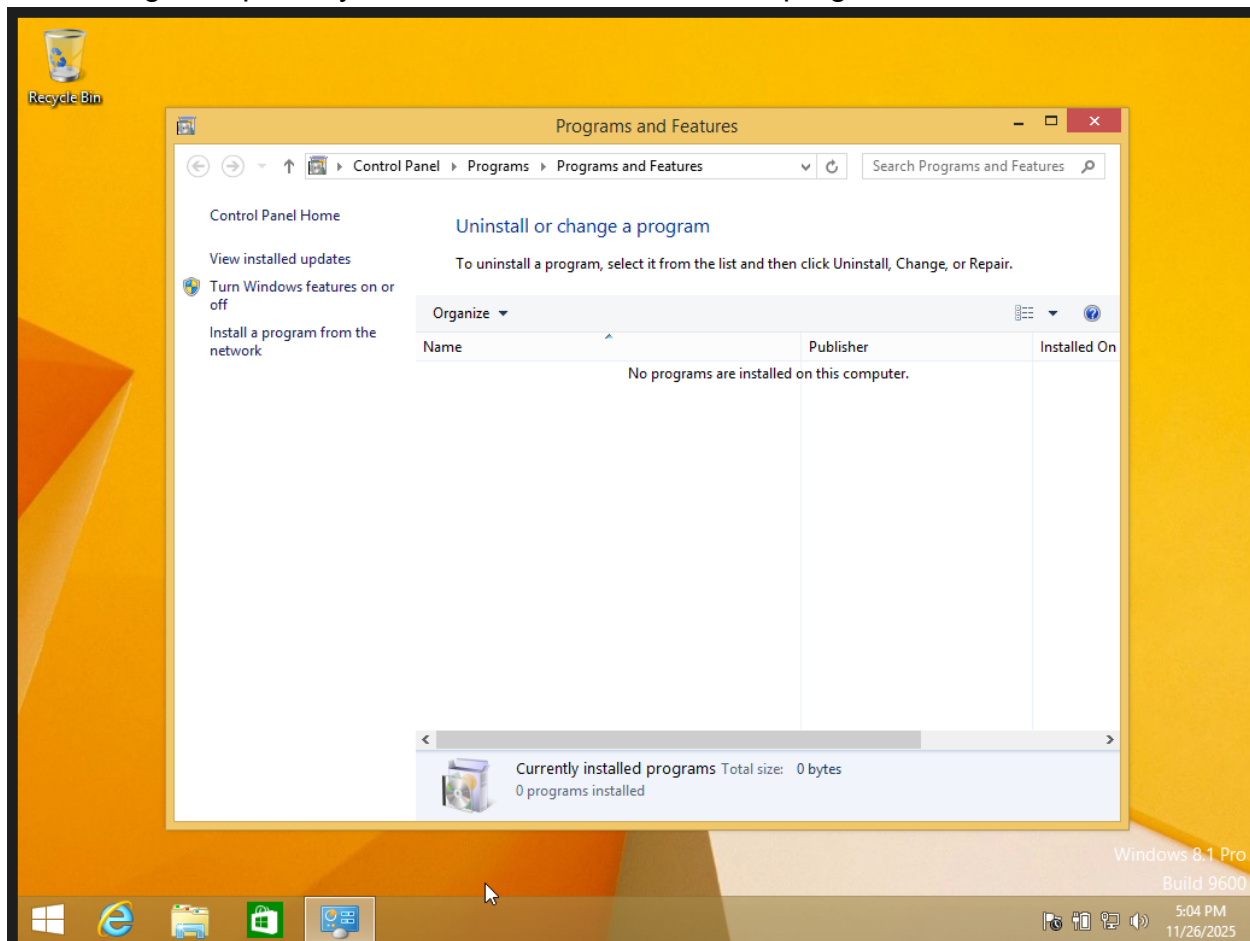 Recycle Bin
Programs and Features
Control Panel Programs Programs and Features
Search Programs and Features
Control Panel Home
View installed updates
Turn Windows features on or
off
Install a program from the
network
Uninstall or change a program
To uninstall a program, select it from the list and then click Uninstall, Change, or Repair.
Organize
Name Publisher Installed On
No programs are installed on this computer.
Currently installed programs Total size: 0 bytes
0 programs installed
Windows 8.1 Pro
Build 9600
5:04 PM
11/26/2025